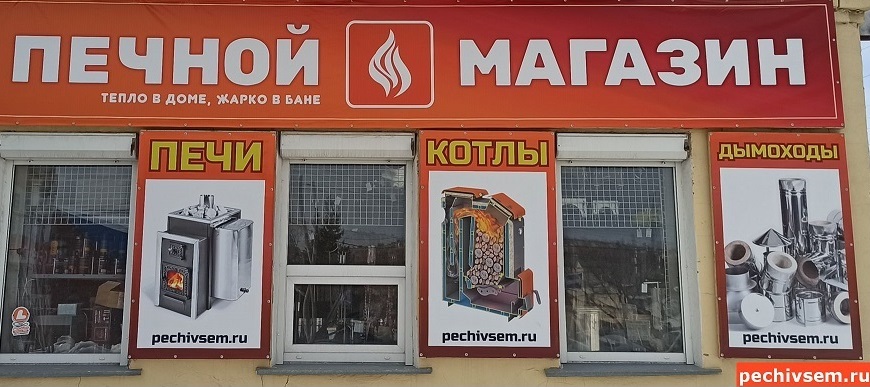 ПЕЧНОЙ МАГАЗИН
ТЕПЛО В ДОМЕ, ЖАРКО В БАНЕ
ПЕЧИ
pechivsem.ru
КОТЛЫ
pechivsem.ru
ДЫМОХОДЫ
pechivsem.ru
pechivsem.ru